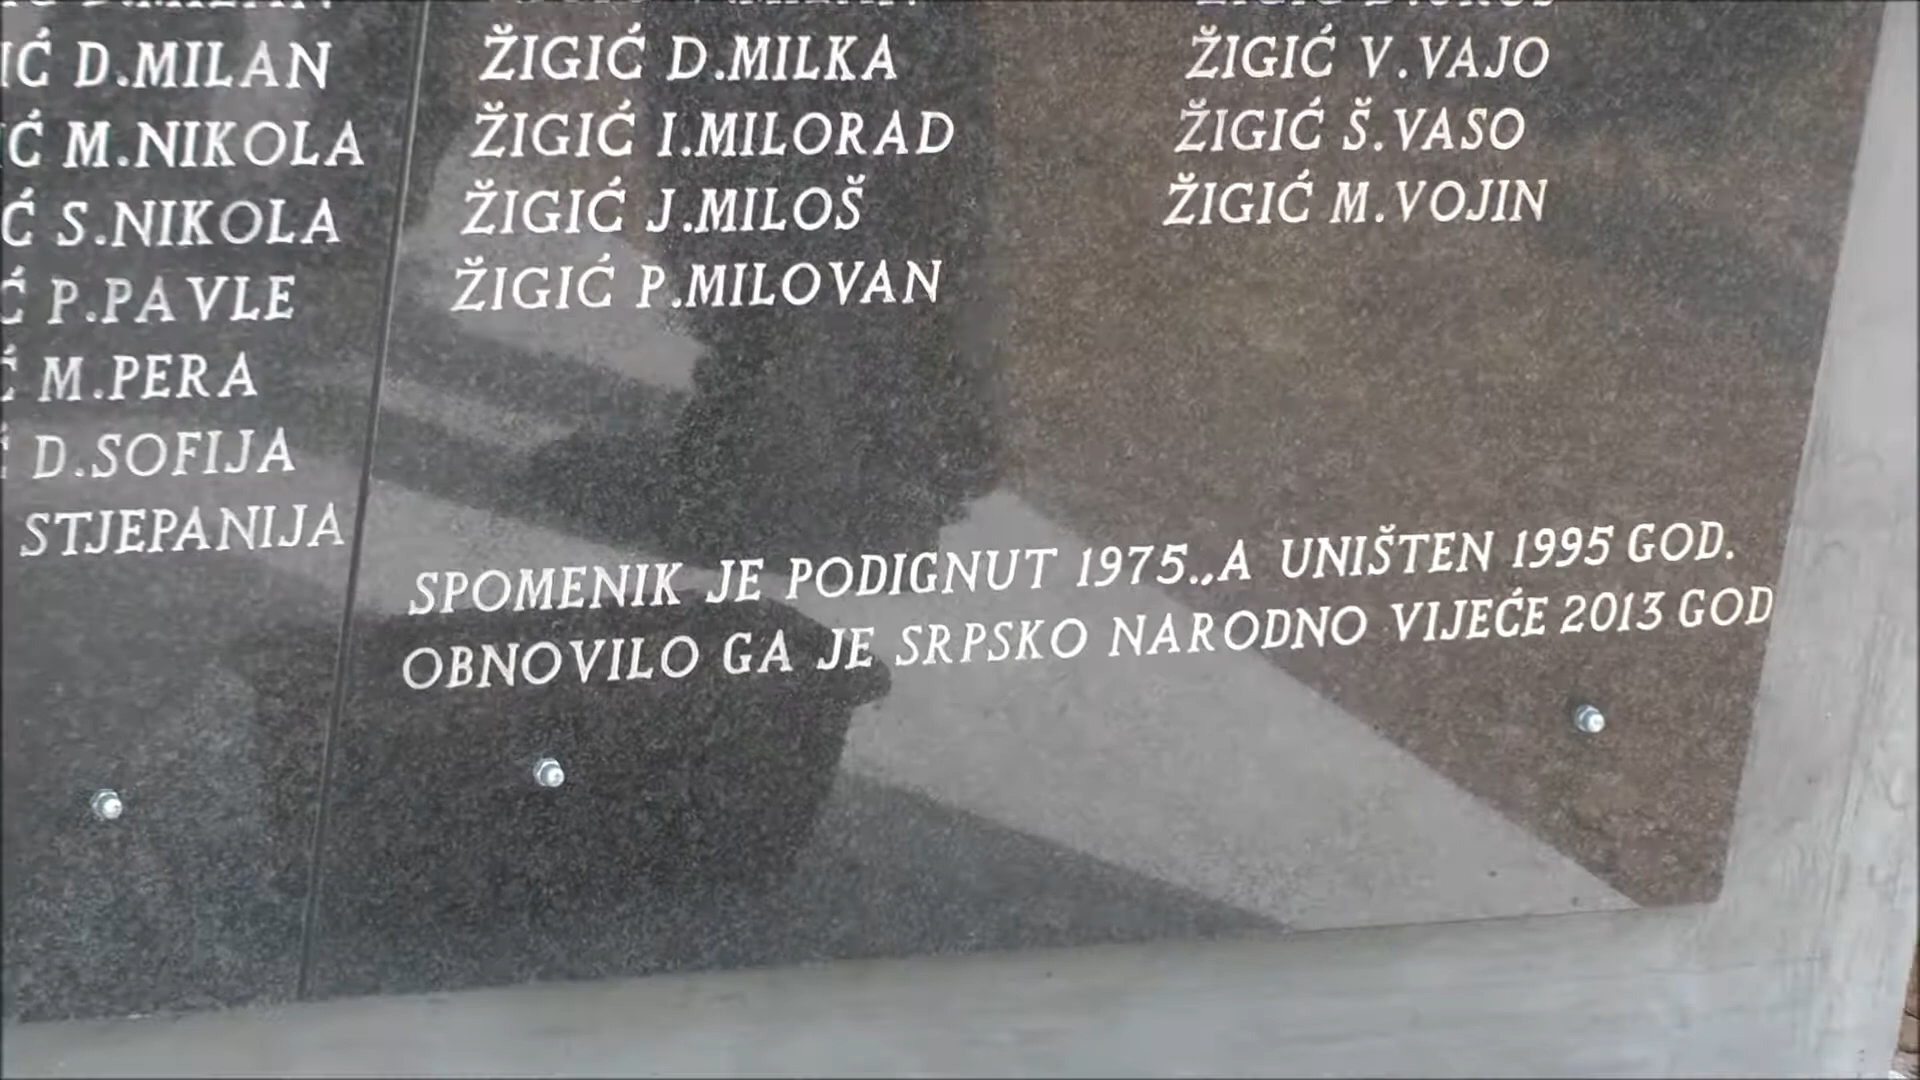 D.MILAN
M.NIKOLA
S.NIKOLA
P.PAVLE
M.PERA
D.SOFIJA
STJEPANIJA
ŽIGIĆ D.MILKA
ŽIGIĆ I.MILORAD
ŽIGIĆ J.MILOŠ
ŽIGIĆ P.MILOVAN
ŽIGIĆ V.VAJO
ŽIGIĆ Š.VASO
ŽIGIĆ M.VOJIN
SPOMENIK JE PODIGNUT 1975.,A UNIŠTEN 1995 GOD.
OBNOVILO GA JE SRPSKO NARODNO VIJEĆE 2013 GOD